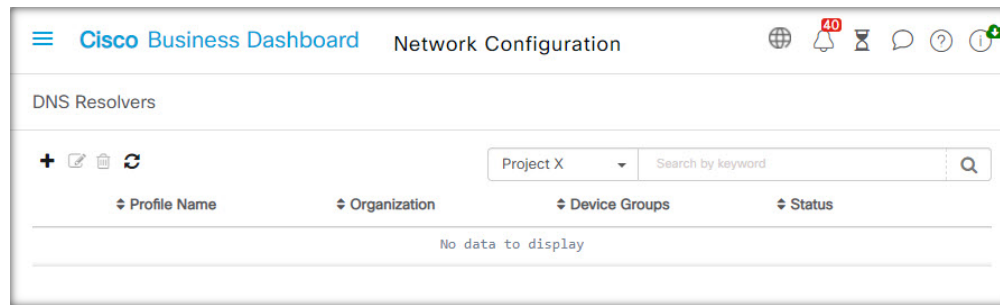 Cisco Business Dashboard Network Configuration 40
DNS Resolvers
Project X Search by keyword
Profile Name Organization Device Groups Status
No data to display